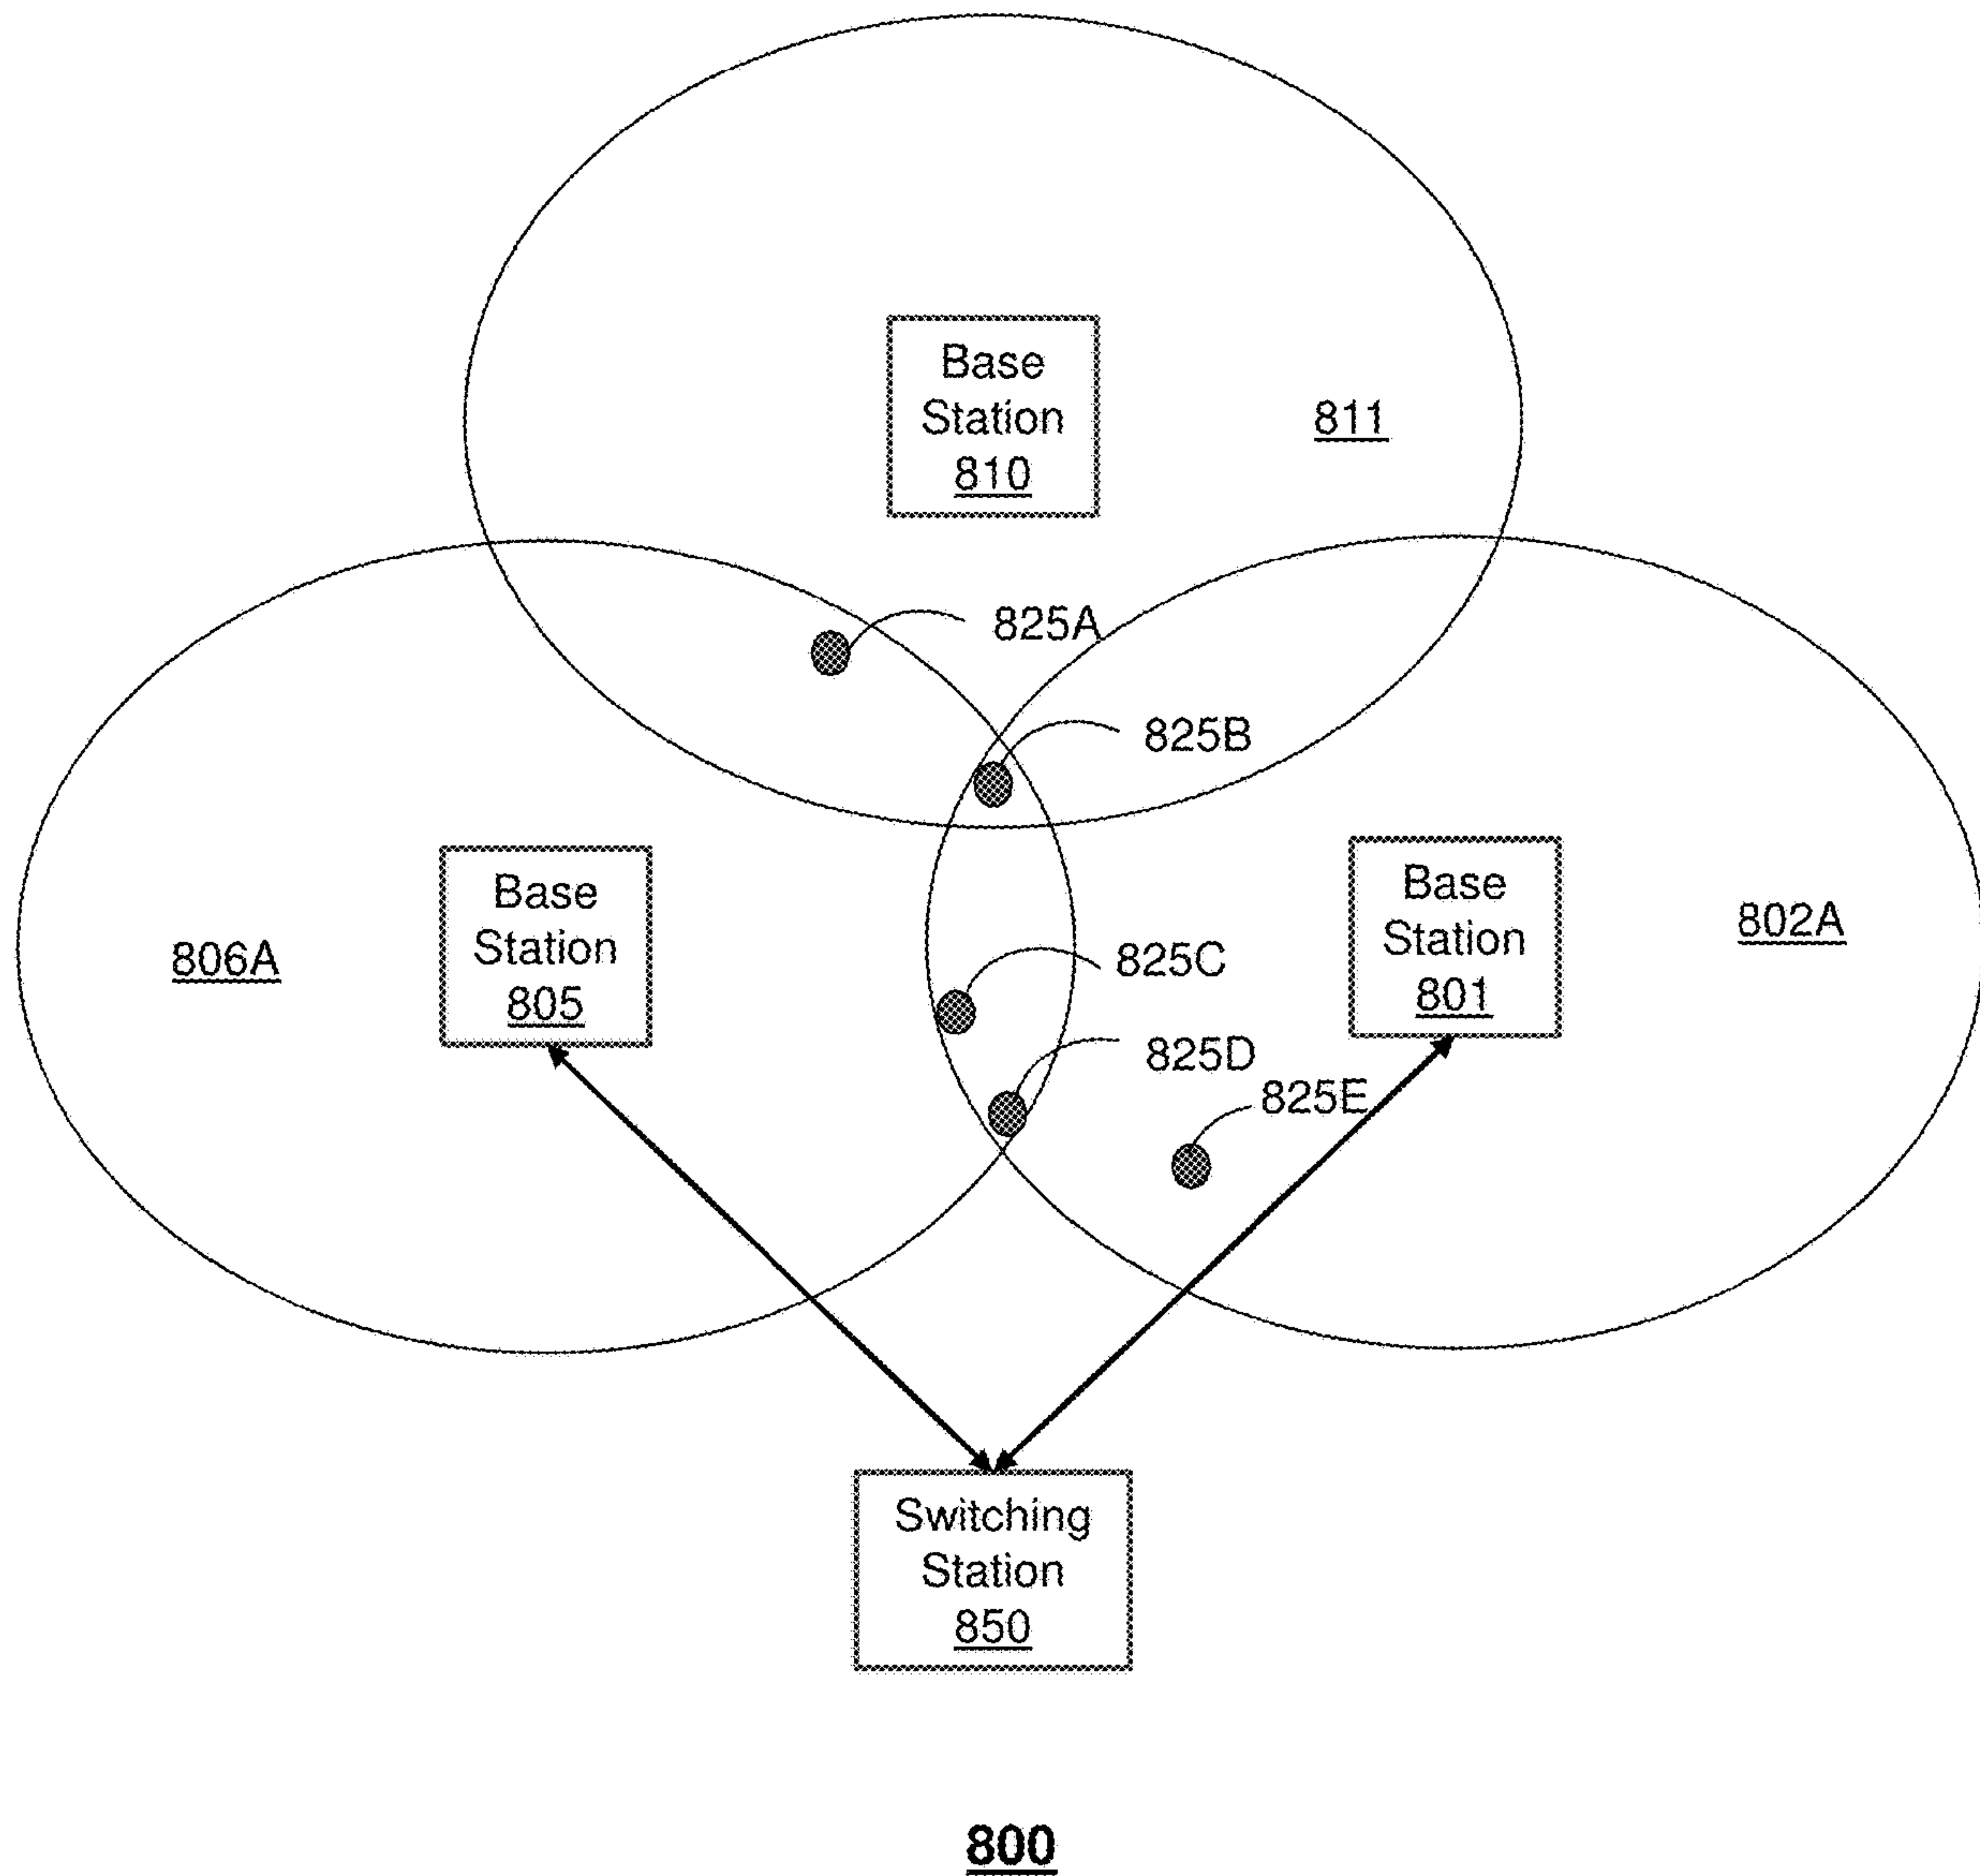 Base
Station
810
811
825A
825B
Base
Station
805
806A
Base
Station
801
802A
825C
825D
825E
Switching
Station
850
800